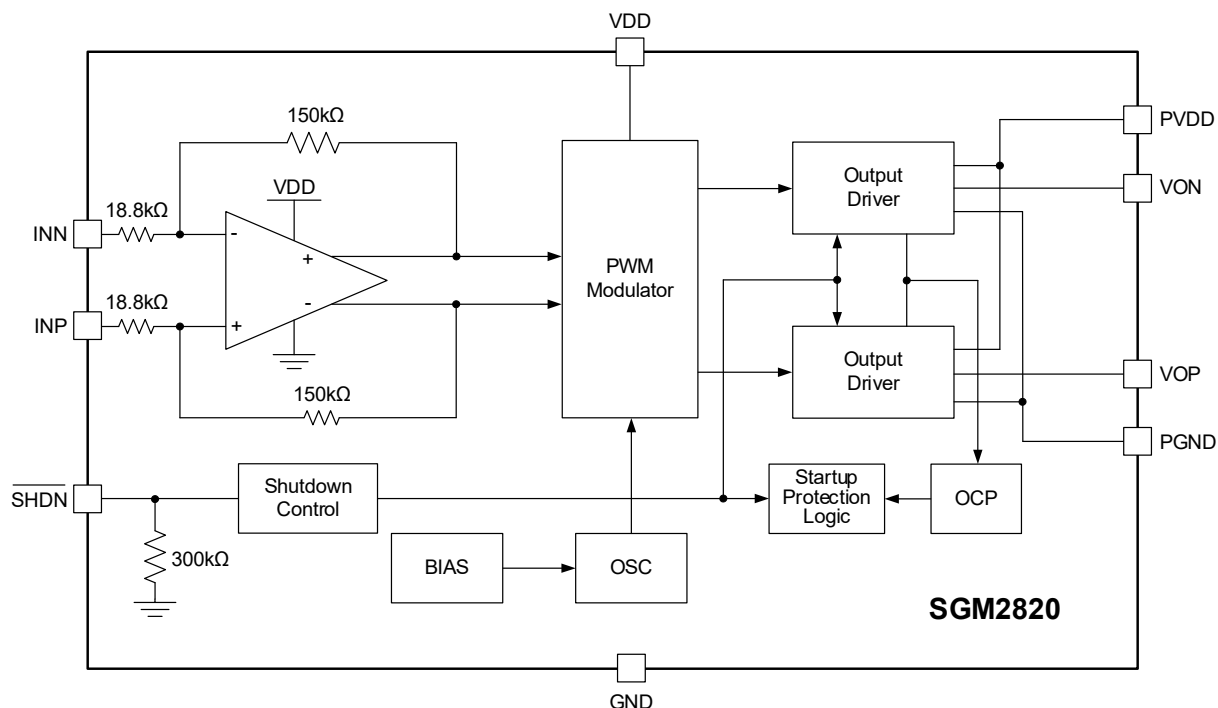 VDD
150kΩ
PVDD
VDD
Output
Driver
VON
18.8kΩ
INN
-
+
PWM
Modulator
18.8kΩ
INP
-
+
Output
Driver
VOP
150kΩ
PGND
SHDN
Shutdown
Control
Startup
Protection
Logic
OCP
300kΩ
BIAS
OSC
SGM2820
GND